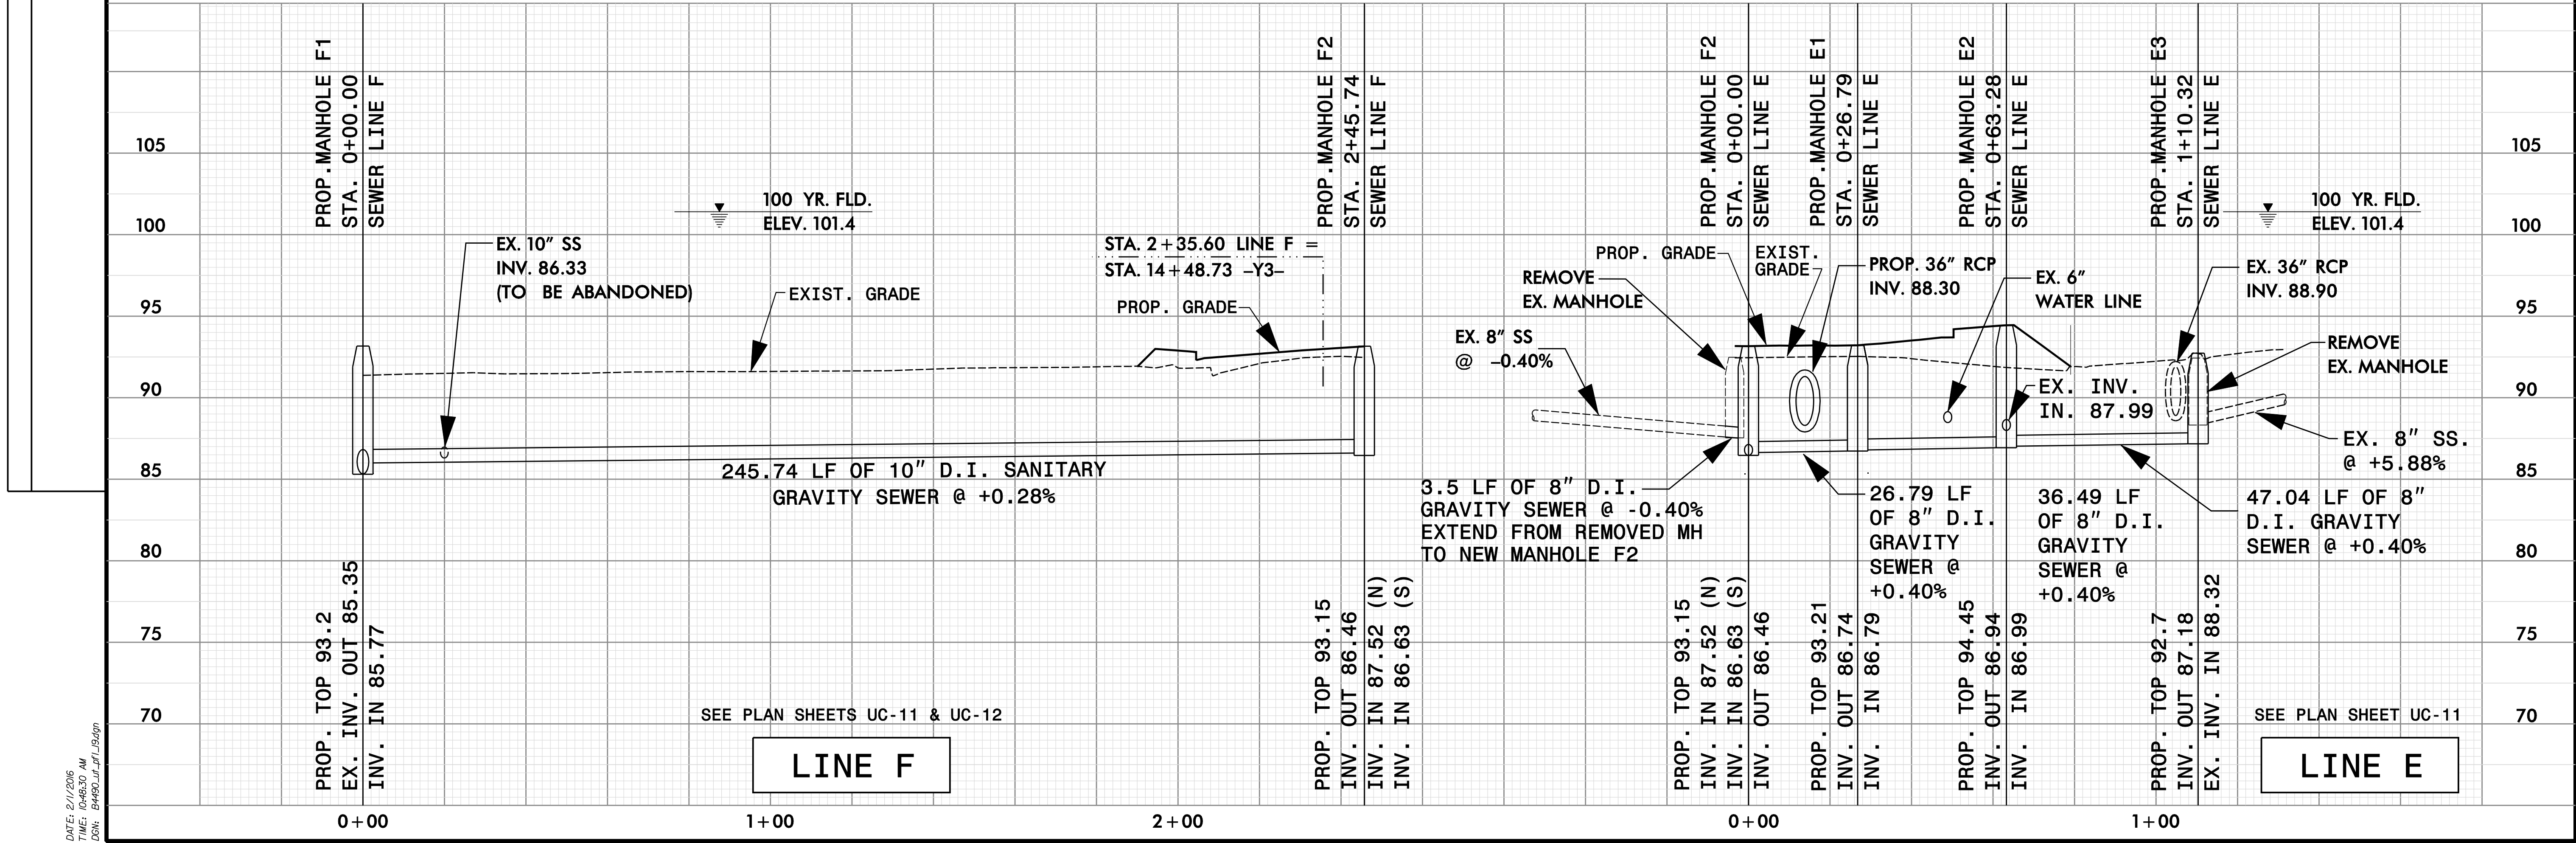 PROP.MANHOLE F1
STA. 0+00.00
SEWER LINE F
PROP.MANHOLE F2
STA. 2+45.74
SEWER LINE F
PROP.MANHOLE F2
STA. 0+00.00
SEWER LINE E
PROP.MANHOLE E1
STA. 0+26.79
SEWER LINE E
PROP.MANHOLE E2
STA. 0+63.28
SEWER LINE E
PROP.MANHOLE E3
STA. 1+10.32
SEWER LINE E
105
100
95
90
85
80
75
70
105
100
95
90
85
80
75
70
100 YR. FLD.
ELEV. 101.4
EX. 10" SS
INV. 86.33
(TO BE ABANDONED)
EXIST. GRADE
STA. 2+35.60 LINE F =
STA. 14+48.73 -Y3-
PROP. GRADE
245.74 LF OF 10" D.I. SANITARY
GRAVITY SEWER @ +0.28%
PROP. GRADE
EXIST.
GRADE
REMOVE
EX. MANHOLE
PROP. 36" RCP
INV. 88.30
EX. 6"
WATER LINE
100 YR. FLD.
ELEV. 101.4
EX. 36" RCP
INV. 88.90
REMOVE
EX. MANHOLE
EX. 8" SS
@ -0.40%
EX. INV.
IN. 87.99
EX. 8" SS.
@ +5.88%
3.5 LF OF 8" D.I.
GRAVITY SEWER @ -0.40%
EXTEND FROM REMOVED MH
TO NEW MANHOLE F2
26.79 LF
OF 8" D.I.
GRAVITY
SEWER @
+0.40%
36.49 LF
OF 8" D.I.
GRAVITY
SEWER @
+0.40%
47.04 LF OF 8"
D.I. GRAVITY
SEWER @ +0.40%
PROP. TOP 93.2
EX. INV. OUT 85.35
INV. IN 85.77
PROP. TOP 93.15
INV. OUT 86.46
INV. IN 87.52 (N)
INV. IN 86.63 (S)
PROP. TOP 93.15
INV. IN 87.52 (N)
INV. IN 86.63 (S)
INV. OUT 86.46
PROP. TOP 93.21
INV. OUT 86.74
INV. IN 86.79
PROP. TOP 94.45
INV. OUT 86.94
INV. IN 86.99
PROP. TOP 92.7
INV. OUT 87.18
EX. INV. IN 88.32
SEE PLAN SHEETS UC-11 & UC-12
LINE F
SEE PLAN SHEET UC-11
LINE E
0+00
1+00
2+00
0+00
1+00
DATE: 2/1/2016
TIME: 10:48:30 AM
DGN: B4490_ut_pfl_19.dgn